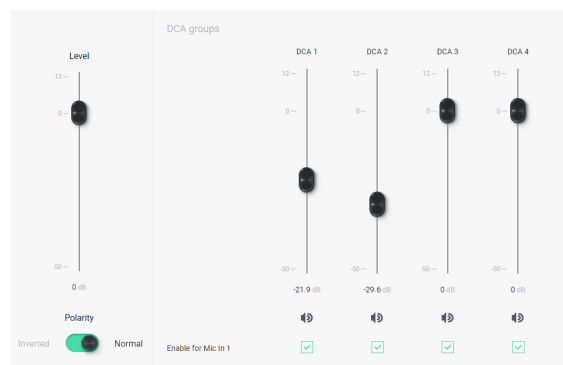 DCA groups
Level
DCA 1 DCA 2 DCA 3 DCA 4
12 12 12 12 12
0 0 0 0 0
-50 -50 -50 -50 -50
0 dB -21.9 dB -29.6 dB 0 dB 0 dB
Polarity
Inverted Normal
Enable for Mic In 1